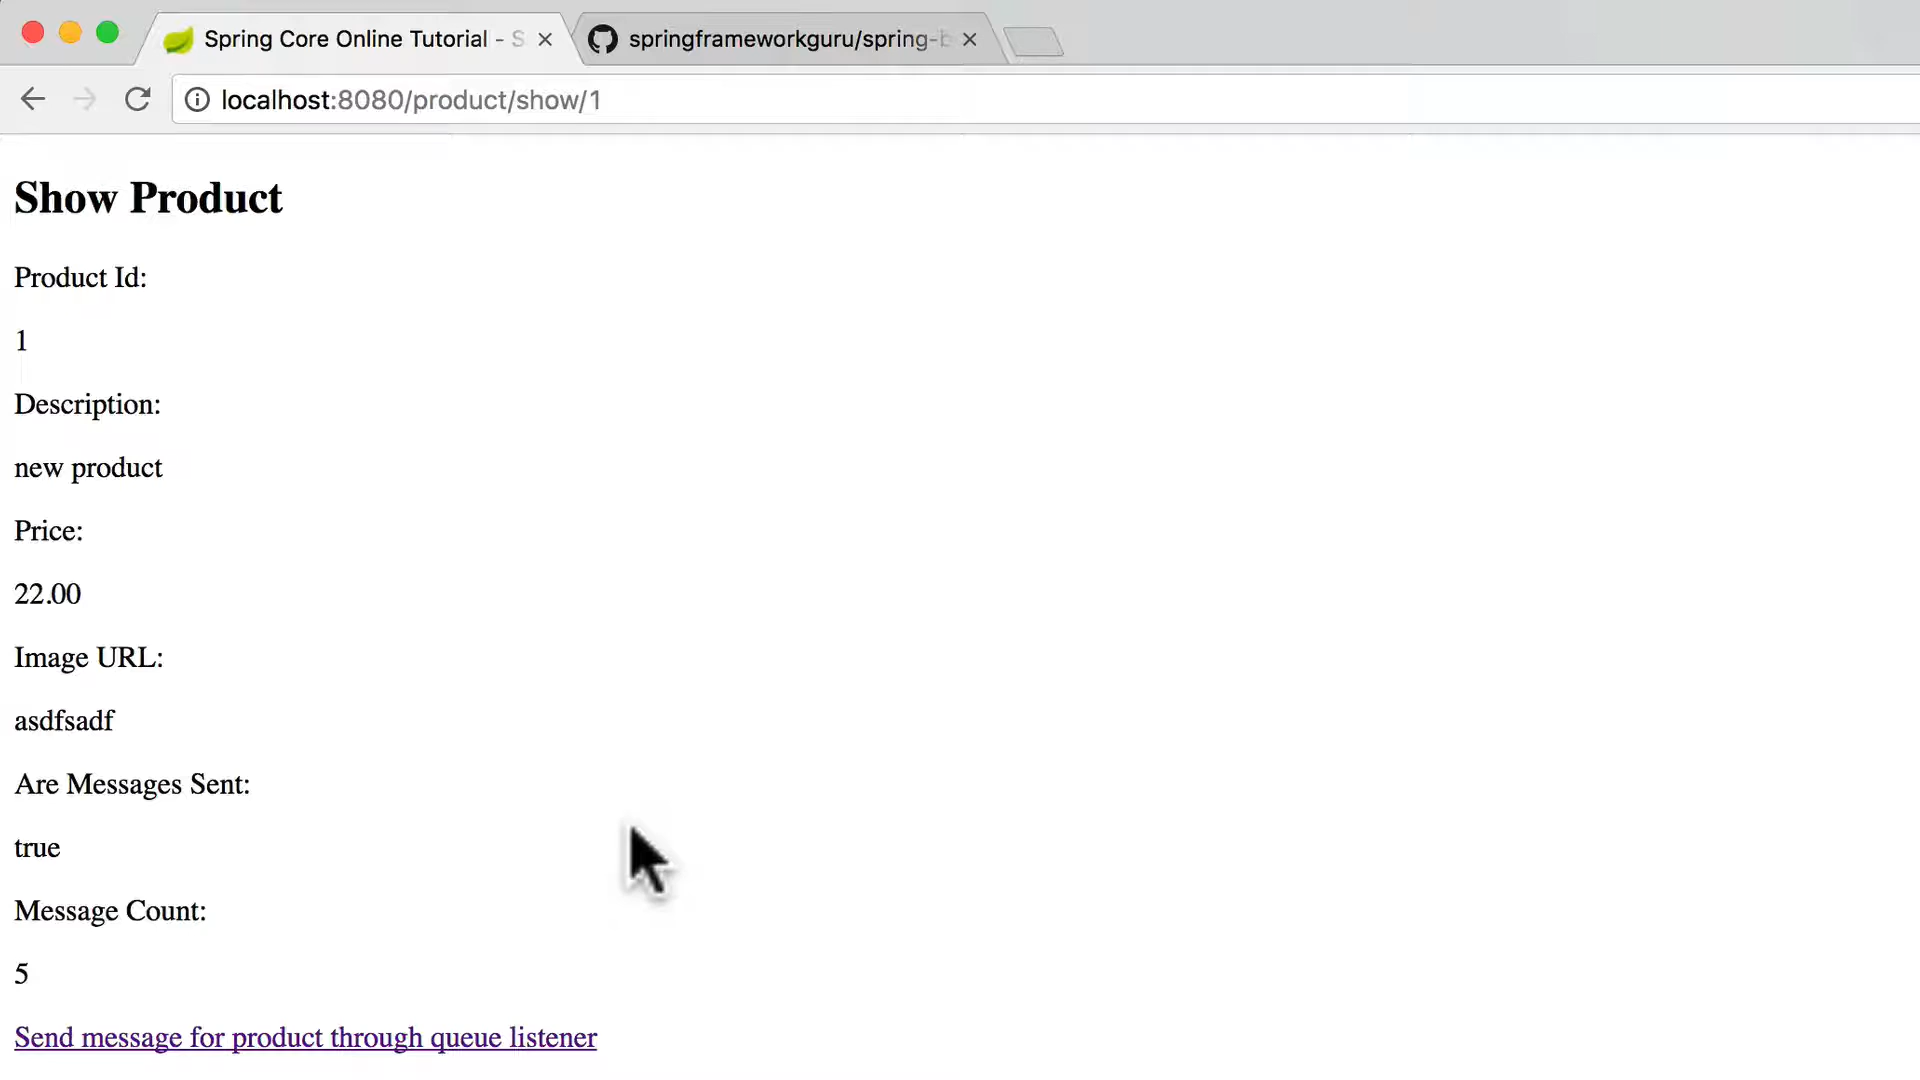 Spring Core Online Tutorial - S
springframeworkguru/spring-b
localhost:8080/product/show/1
Show Product
Product Id:
1
Description:
new product
Price:
22.00
Image URL:
asdfsadf
Are Messages Sent:
true
Message Count:
5
Send message for product through queue listener